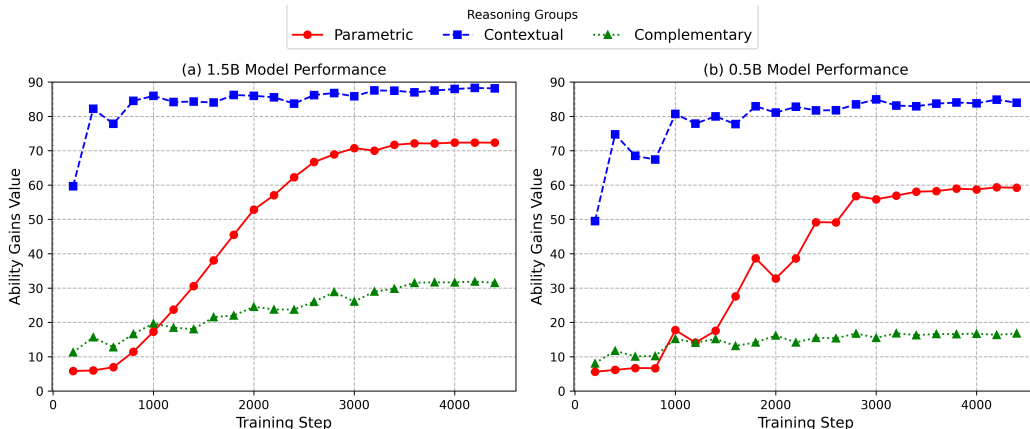 Reasoning Groups
Parametric Contextual Complementary
(a) 1.5B Model Performance
Ability Gains Value
90
80
70
60
50
40
30
20
10
0
0 1000 2000 3000 4000
Training Step
(b) 0.5B Model Performance
Ability Gains Value
90
80
70
60
50
40
30
20
10
0
0 1000 2000 3000 4000
Training Step